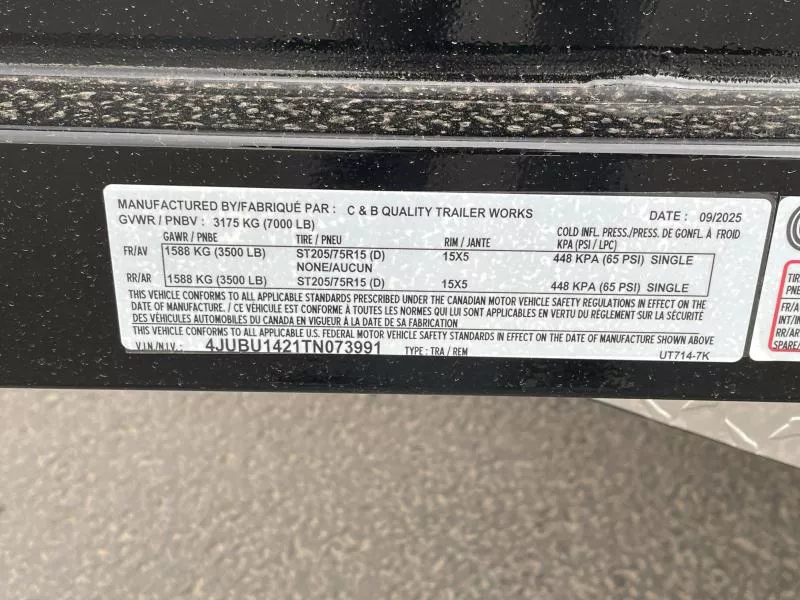 MANUFACTURED BY/FABRIQUÉ PAR : C & B QUALITY TRAILER WORKS DATE : 09/2025
GVWR / PNBV : 3175 KG (7000 LB)
GAWR / PNBE TIRE / PNEU RIM / JANTE COLD INFL. PRESS./PRESS. DE GONFL. À FROID KPA (PSI / LPC)
FR/AV 1588 KG (3500 LB) ST205/75R15 (D) 15X5 448 KPA (65 PSI) SINGLE
NONE/AUCUN
RR/AR 1588 KG (3500 LB) ST205/75R15 (D) 15X5 448 KPA (65 PSI) SINGLE
THIS VEHICLE CONFORMS TO ALL APPLICABLE STANDARDS PRESCRIBED UNDER THE CANADIAN MOTOR VEHICLE SAFETY REGULATIONS IN EFFECT ON THE
DATE OF MANUFACTURE. / CE VÉHICULE EST CONFORME À TOUTES LES NORMES QUI LUI SONT APPLICABLES EN VERTU DU RÈGLEMENT SUR LA SÉCURITÉ
DES VÉHICULES AUTOMOBILES DU CANADA EN VIGUEUR À LA DATE DE SA FABRICATION
THIS VEHICLE CONFORMS TO ALL APPLICABLE U.S. FEDERAL MOTOR VEHICLE SAFETY STANDARDS IN EFFECT ON THE DATE OF MANUFACTURE SHOWN ABOVE
V.I.N./N.I.V. : 4JUBU1421TN073991 TYPE : TRA / REM UT714-7K
FR/A
INT/IN
RR/AR
SPARE/